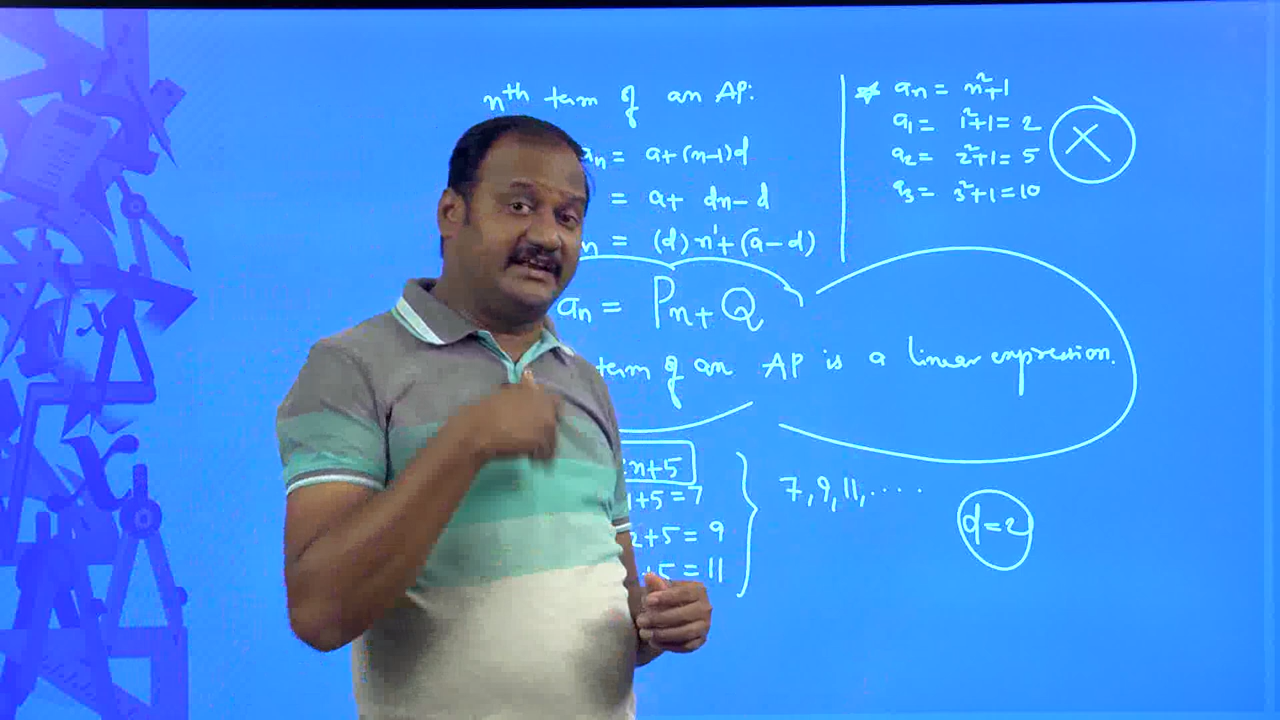 nth term of an AP:
an = a+(n-1)d
= a+ dn-d
n = (d)n¹+(a-d)
an = Pn+Q
term of an AP is a linear expression.
n+5
1+5=7
2+5=9
+5=11
7,9,11,....
d=2
* an = n²+1
a1 = 1²+1=2
a2 = 2²+1=5
a3 = 3²+1=10
X